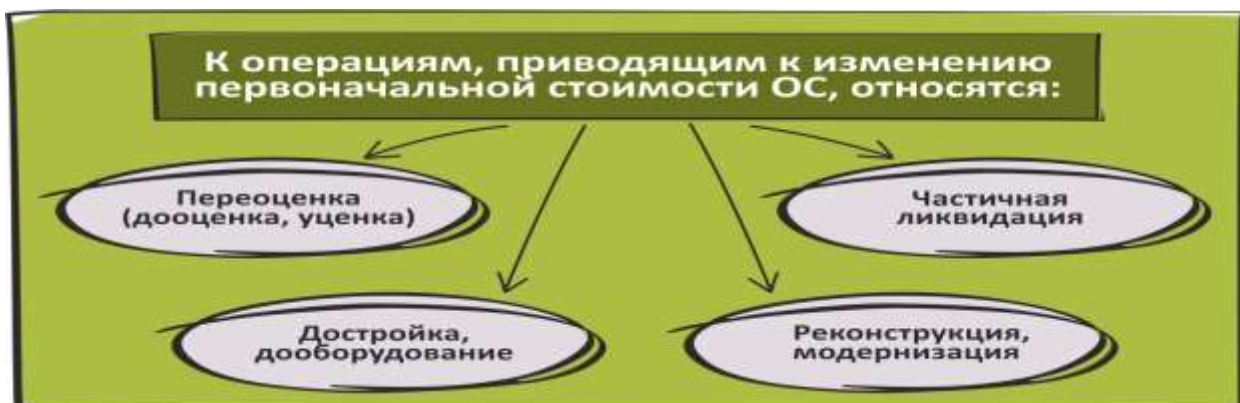 К операциям, приводящим к изменению
первоначальной стоимости ОС, относятся:
Переоценка
(дооценка, уценка)
Частичная
ликвидация
Достройка,
дооборудование
Реконструкция,
модернизация